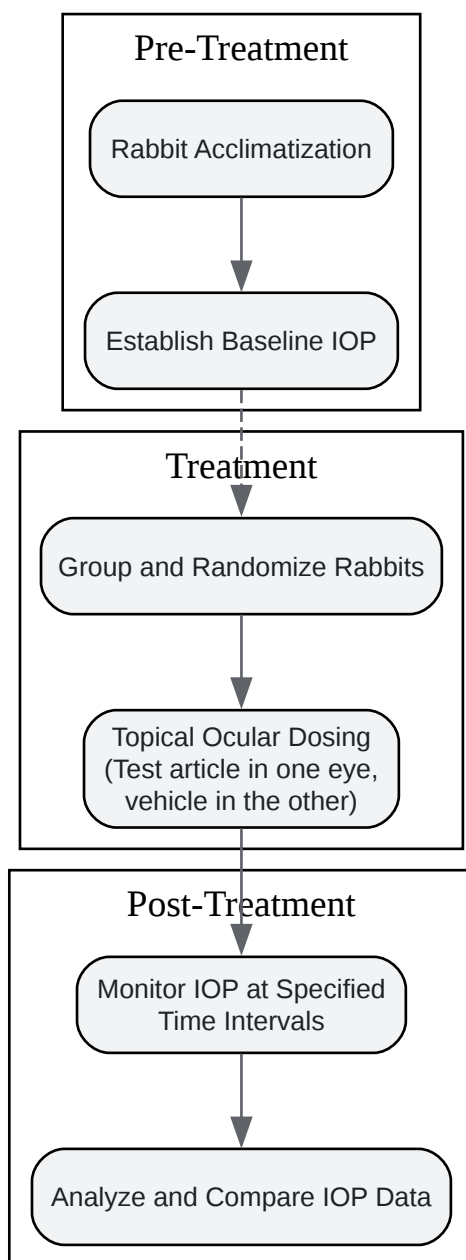 Pre-Treatment
Rabbit Acclimatization
Establish Baseline IOP
Treatment
Group and Randomize Rabbits
Topical Ocular Dosing
(Test article in one eye,
vehicle in the other)
Post-Treatment
Monitor IOP at Specified
Time Intervals
Analyze and Compare IOP Data